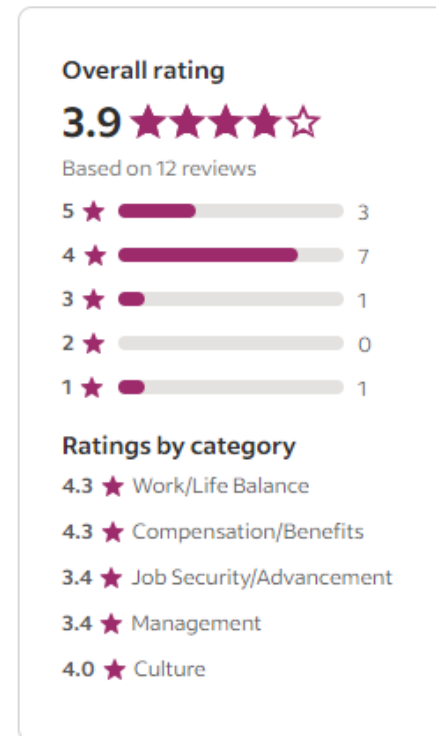 Overall rating
3.9
Based on 12 reviews
5 3
4 7
3 1
2 0
1 1
Ratings by category
4.3 Work/Life Balance
4.3 Compensation/Benefits
3.4 Job Security/Advancement
3.4 Management
4.0 Culture